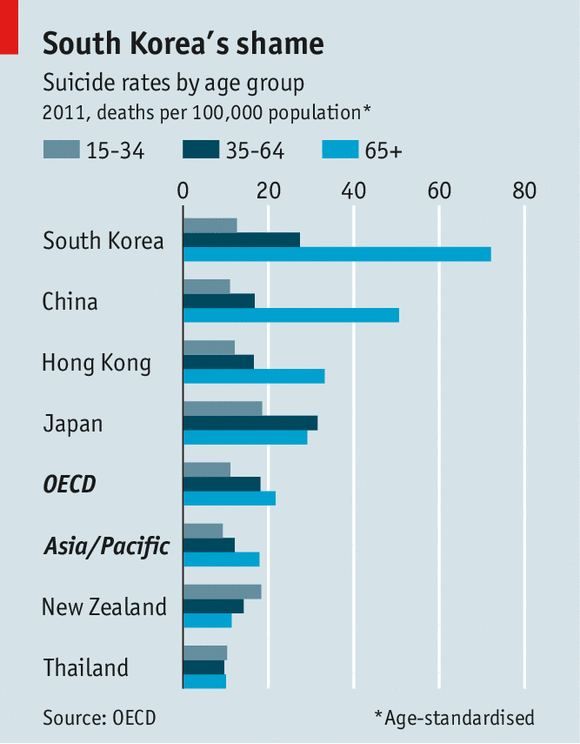 South Korea's shame
Suicide rates by age group
2011, deaths per 100,000 population*
15-34 35-64 65+
0 20 40 60 80
South Korea
China
Hong Kong
Japan
OECD
Asia/Pacific
New Zealand
Thailand
Source: OECD *Age-standardised